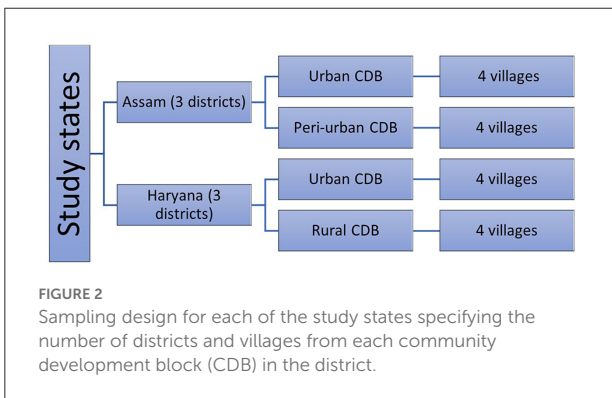 Study states
Assam (3 districts)
Urban CDB
4 villages
Peri-urban CDB
4 villages
Haryana (3
districts)
Urban CDB
4 villages
Rural CDB
4 villages
FIGURE 2
Sampling design for each of the study states specifying the
number of districts and villages from each community
development block (CDB) in the district.